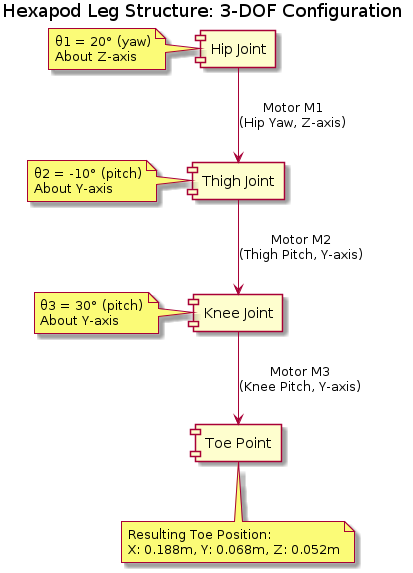 Hexapod Leg Structure: 3-DOF Configuration
θ1 = 20° (yaw)
About Z-axis
Hip Joint
Motor M1
(Hip Yaw, Z-axis)
θ2 = -10° (pitch)
About Y-axis
Thigh Joint
Motor M2
(Thigh Pitch, Y-axis)
θ3 = 30° (pitch)
About Y-axis
Knee Joint
Motor M3
(Knee Pitch, Y-axis)
Toe Point
Resulting Toe Position:
X: 0.188m, Y: 0.068m, Z: 0.052m